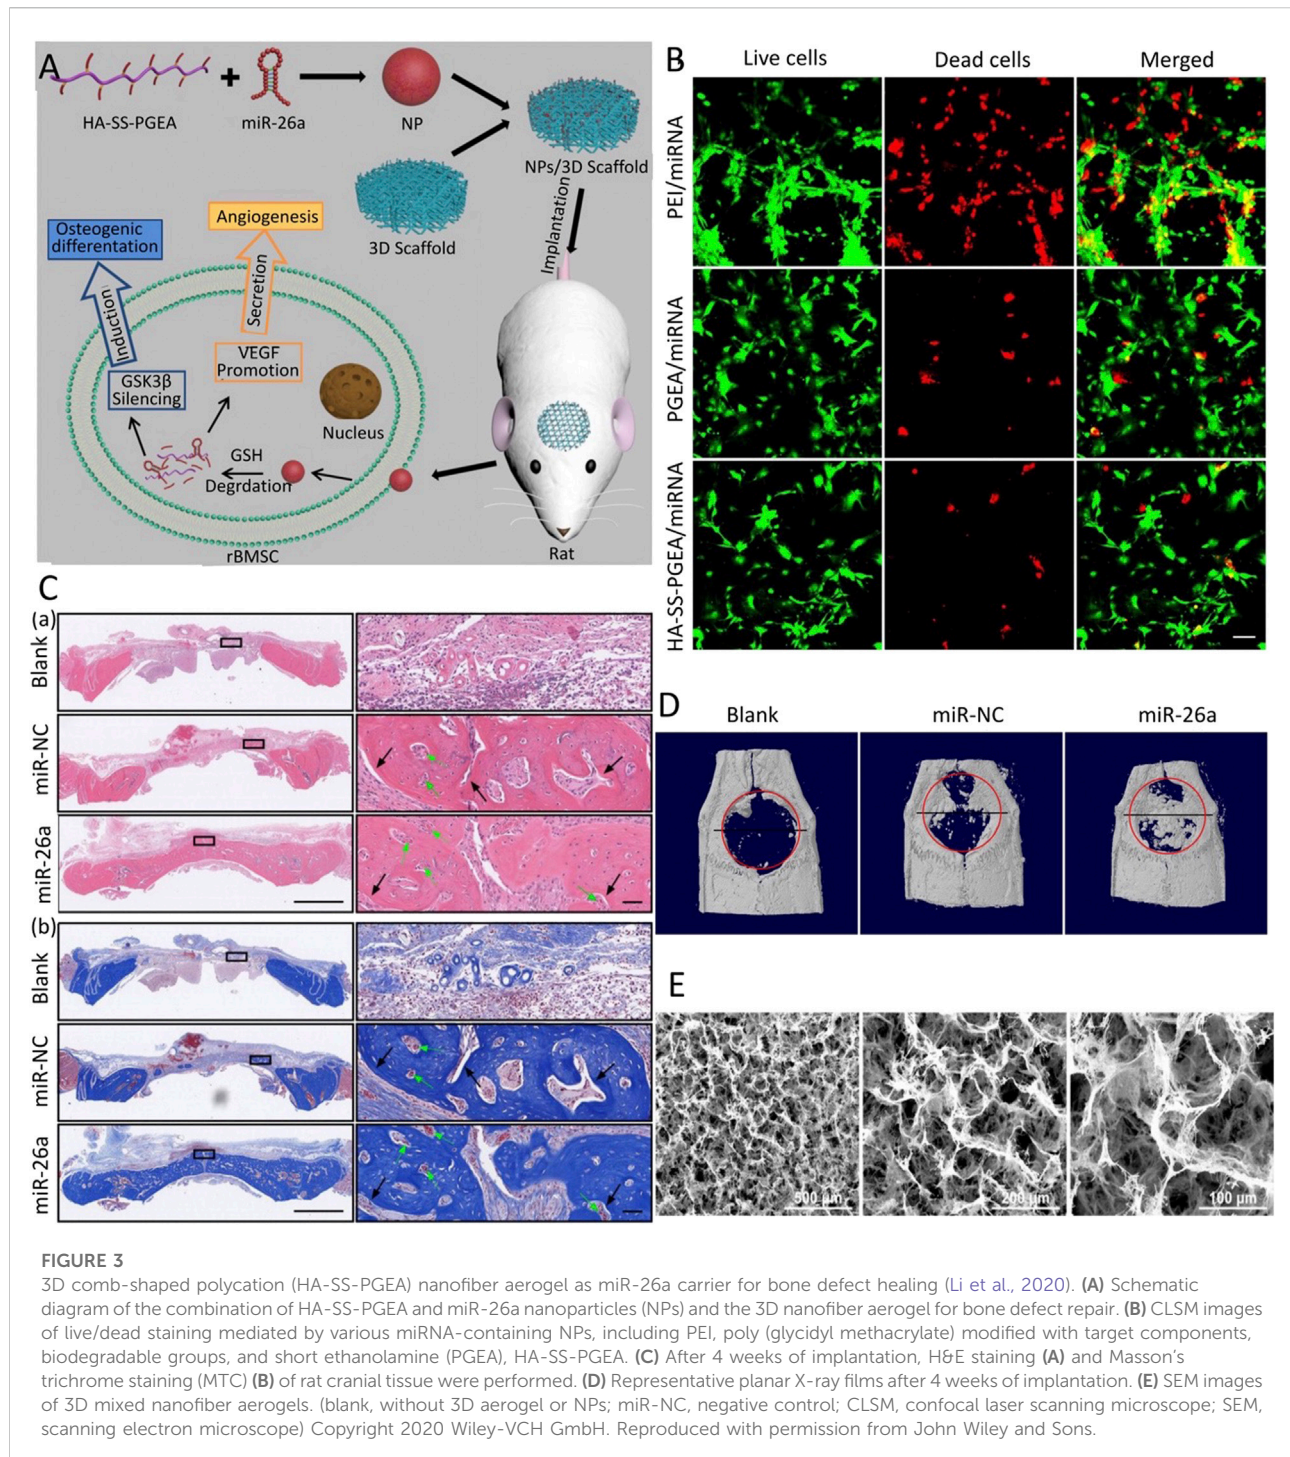 A
HA-SS-PGEA
miR-26a
NP
NPs/3D Scaffold
3D Scaffold
Implantation
Angiogenesis
Osteogenic
differentation
Secretion
Induction
VEGF
Promotion
GSK3β
Silencing
Nucleus
GSH
Degrdation
rBMSC
Rat
B
Live cells
Dead cells
Merged
PEI/miRNA
PGEA/miRNA
HA-SS-PGEA/miRNA
C
(a)
Blank
miR-NC
miR-26a
(b)
Blank
miR-NC
miR-26a
D
Blank
miR-NC
miR-26a
E
500 μm
200 μm
100 μm
FIGURE 3
3D comb-shaped polycation (HA-SS-PGEA) nanofiber aerogel as miR-26a carrier for bone defect healing (Li et al., 2020). (A) Schematic
diagram of the combination of HA-SS-PGEA and miR-26a nanoparticles (NPs) and the 3D nanofiber aerogel for bone defect repair. (B) CLSM images
of live/dead staining mediated by various miRNA-containing NPs, including PEI, poly (glycidyl methacrylate) modified with target components,
biodegradable groups, and short ethanolamine (PGEA), HA-SS-PGEA. (C) After 4 weeks of implantation, H&E staining (A) and Masson's
trichrome staining (MTC) (B) of rat cranial tissue were performed. (D) Representative planar X-ray films after 4 weeks of implantation. (E) SEM images
of 3D mixed nanofiber aerogels. (blank, without 3D aerogel or NPs; miR-NC, negative control; CLSM, confocal laser scanning microscope; SEM,
scanning electron microscope) Copyright 2020 Wiley-VCH GmbH. Reproduced with permission from John Wiley and Sons.